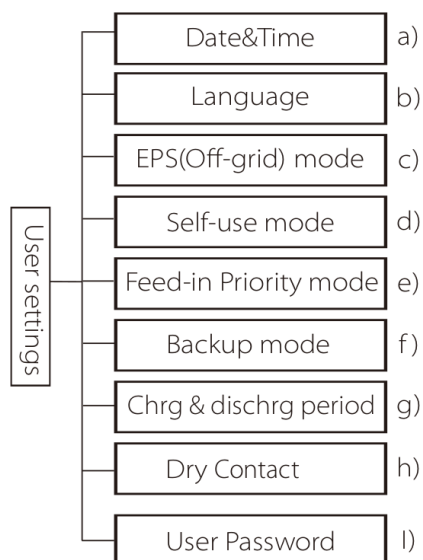 Date&Time a)
Language b)
EPS(Off-grid) mode c)
Self-use mode d)
User settings
Feed-in Priority mode e)
Backup mode f)
Chrg & dischrg period g)
Dry Contact h)
User Password l)